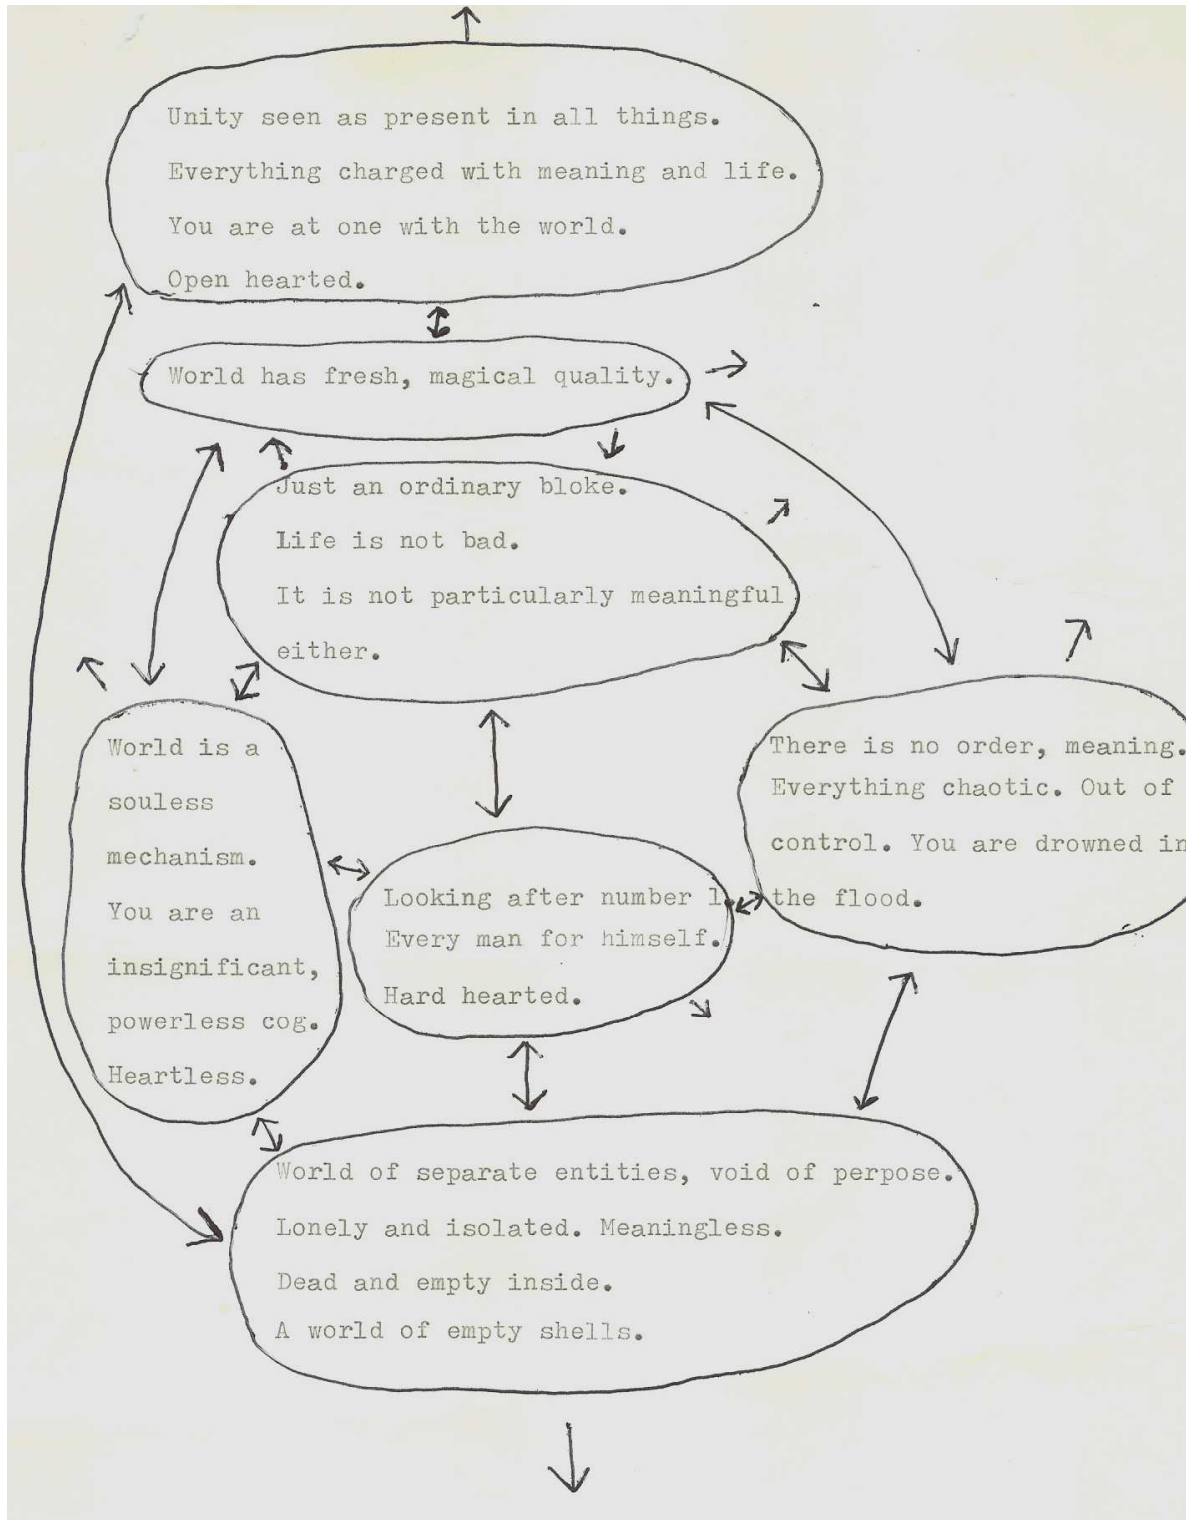 Unity seen as present in all things.
Everything charged with meaning and life.
You are at one with the world.
Open hearted.
World has fresh, magical quality.
Just an ordinary bloke.
Life is not bad.
It is not particularly meaningful
either.
World is a
souless
mechanism.
You are an
insignificant,
powerless cog.
Heartless.
Looking after number 1.
Every man for himself.
Hard hearted.
There is no order, meaning.
Everything chaotic. Out of
control. You are drowned in
the flood.
World of separate entities, void of perpose.
Lonely and isolated. Meaningless.
Dead and empty inside.
A world of empty shells.